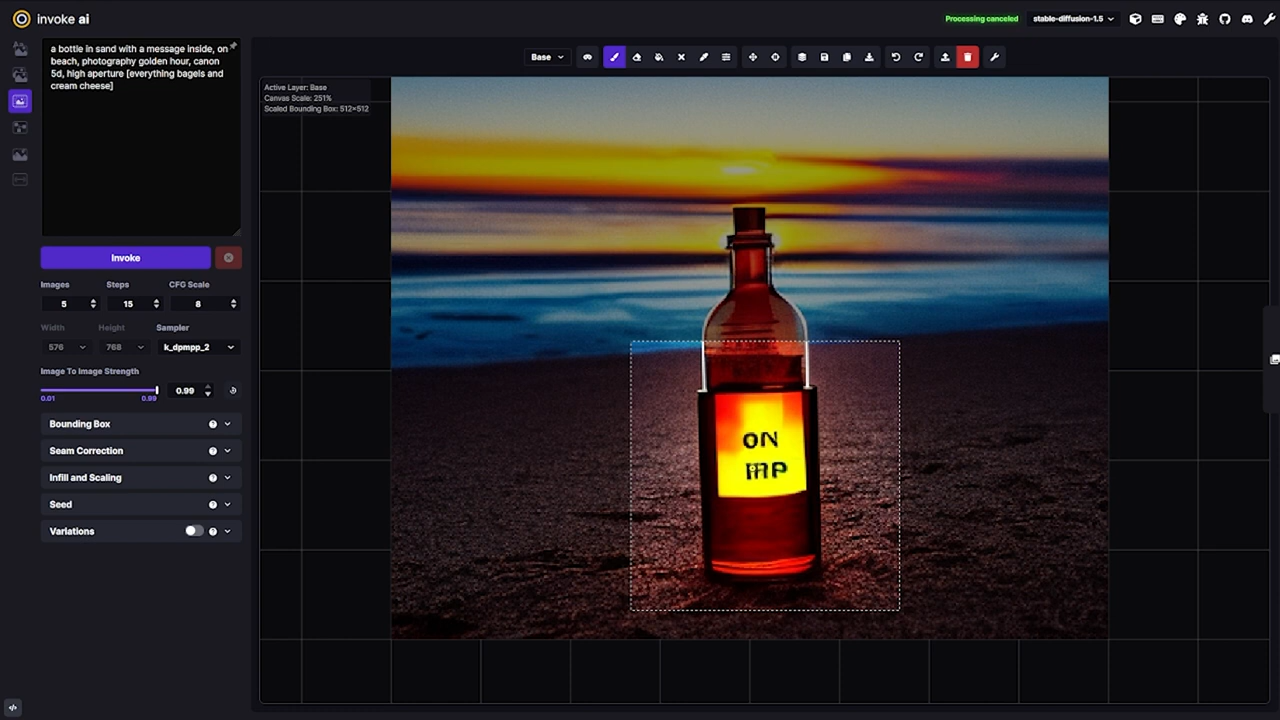 invoke ai
Processing canceled
stable-diffusion-1.5
a bottle in sand with a message inside, on
beach, photography golden hour, canon
5d, high aperture [everything bagels and
cream cheese]
Base
Active Layer: Base
Canvas Scale: 251%
Scaled Bounding Box: 512×512
Invoke
Images
Steps
CFG Scale
5
15
8
Width
Height
Sampler
576
768
k_dpmpp_2
Image To Image Strength
0.99
0.01
0.99
Bounding Box
Seam Correction
Infill and Scaling
Seed
Variations
ON